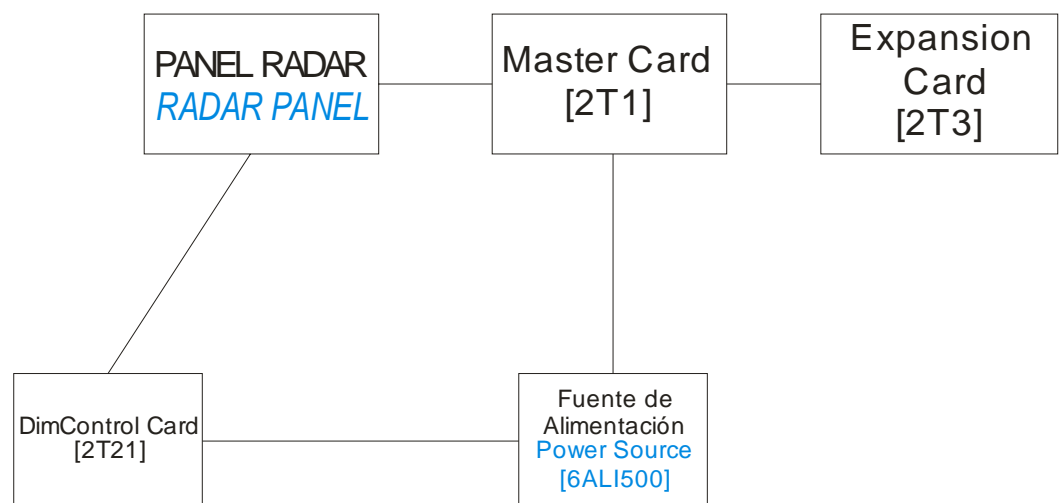 PANEL RADAR
RADAR PANEL
Master Card
[2T1]
Expansion
Card
[2T3]
DimControl Card
[2T21]
Fuente de
Alimentación
Power Source
[6ALI500]